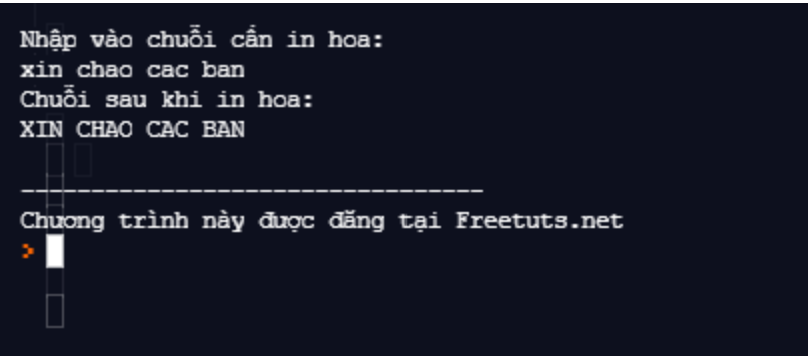 Nhập vào chuỗi cần in hoa:
xin chao cac ban
Chuỗi sau khi in hoa:
XIN CHAO CAC BAN
---------------------------------
Chương trình này được đăng tại Freetuts.net
>